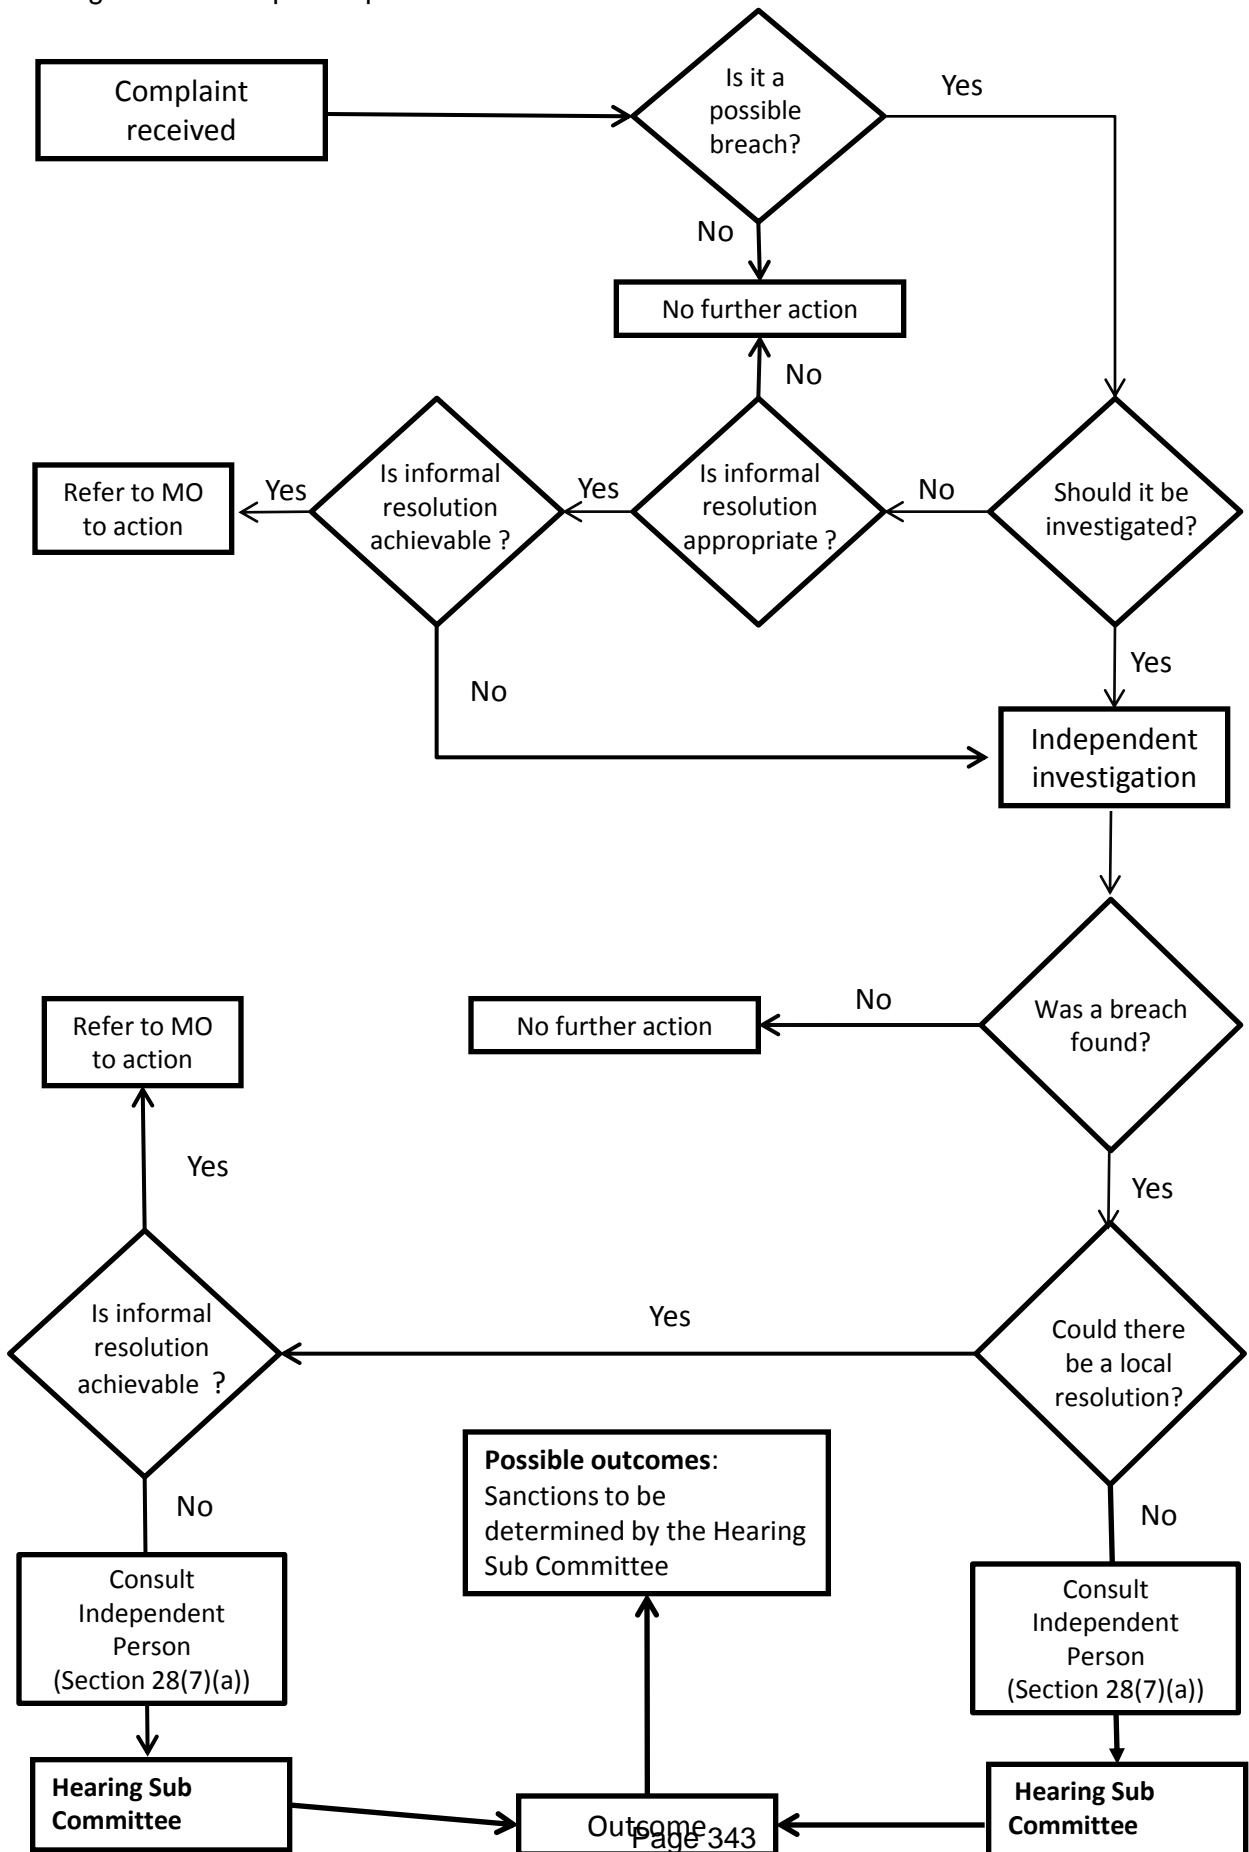 Complaint
received
Is it a
possible
breach?
Yes
No
No further action
No
Refer to MO
to action
Yes
Is informal
resolution
achievable ?
Yes
Is informal
resolution
appropriate ?
No
Should it be
investigated?
Yes
No
Independent
investigation
Was a breach
found?
No
No further action
Refer to MO
to action
Yes
Yes
Is informal
resolution
achievable ?
Yes
Could there
be a local
resolution?
Possible outcomes:
Sanctions to be
determined by the Hearing
Sub Committee
No
No
Consult
Independent
Person
(Section 28(7)(a))
Consult
Independent
Person
(Section 28(7)(a))
Hearing Sub
Committee
Outcome
Hearing Sub
Committee
Page 343